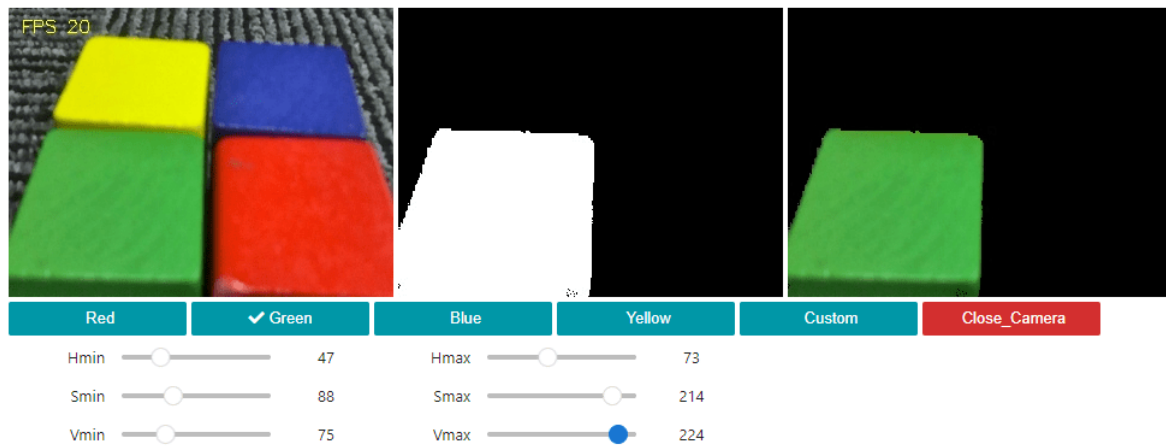 FPS 20
Red ✔ Green Blue Yellow Custom Close_Camera
Hmin 47 Hmax 73
Smin 88 Smax 214
Vmin 75 Vmax 224